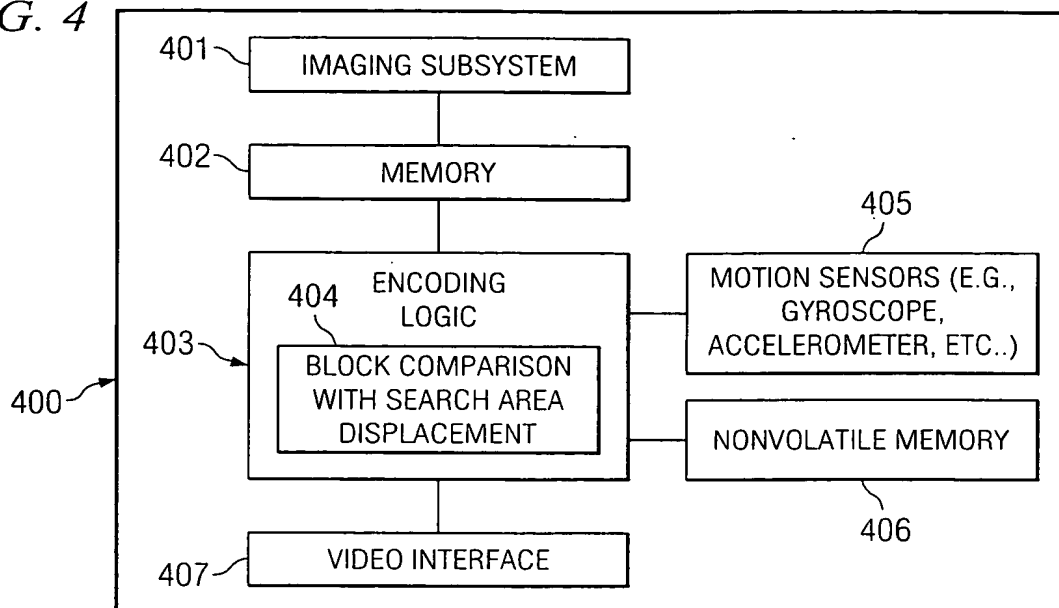 G. 4
401
IMAGING SUBSYSTEM
402
MEMORY
405
MOTION SENSORS (E.G.,
GYROSCOPE,
ACCELEROMETER, ETC..)
ENCODING
LOGIC
404
403
BLOCK COMPARISON
WITH SEARCH AREA
DISPLACEMENT
400
NONVOLATILE MEMORY
406
VIDEO INTERFACE
407